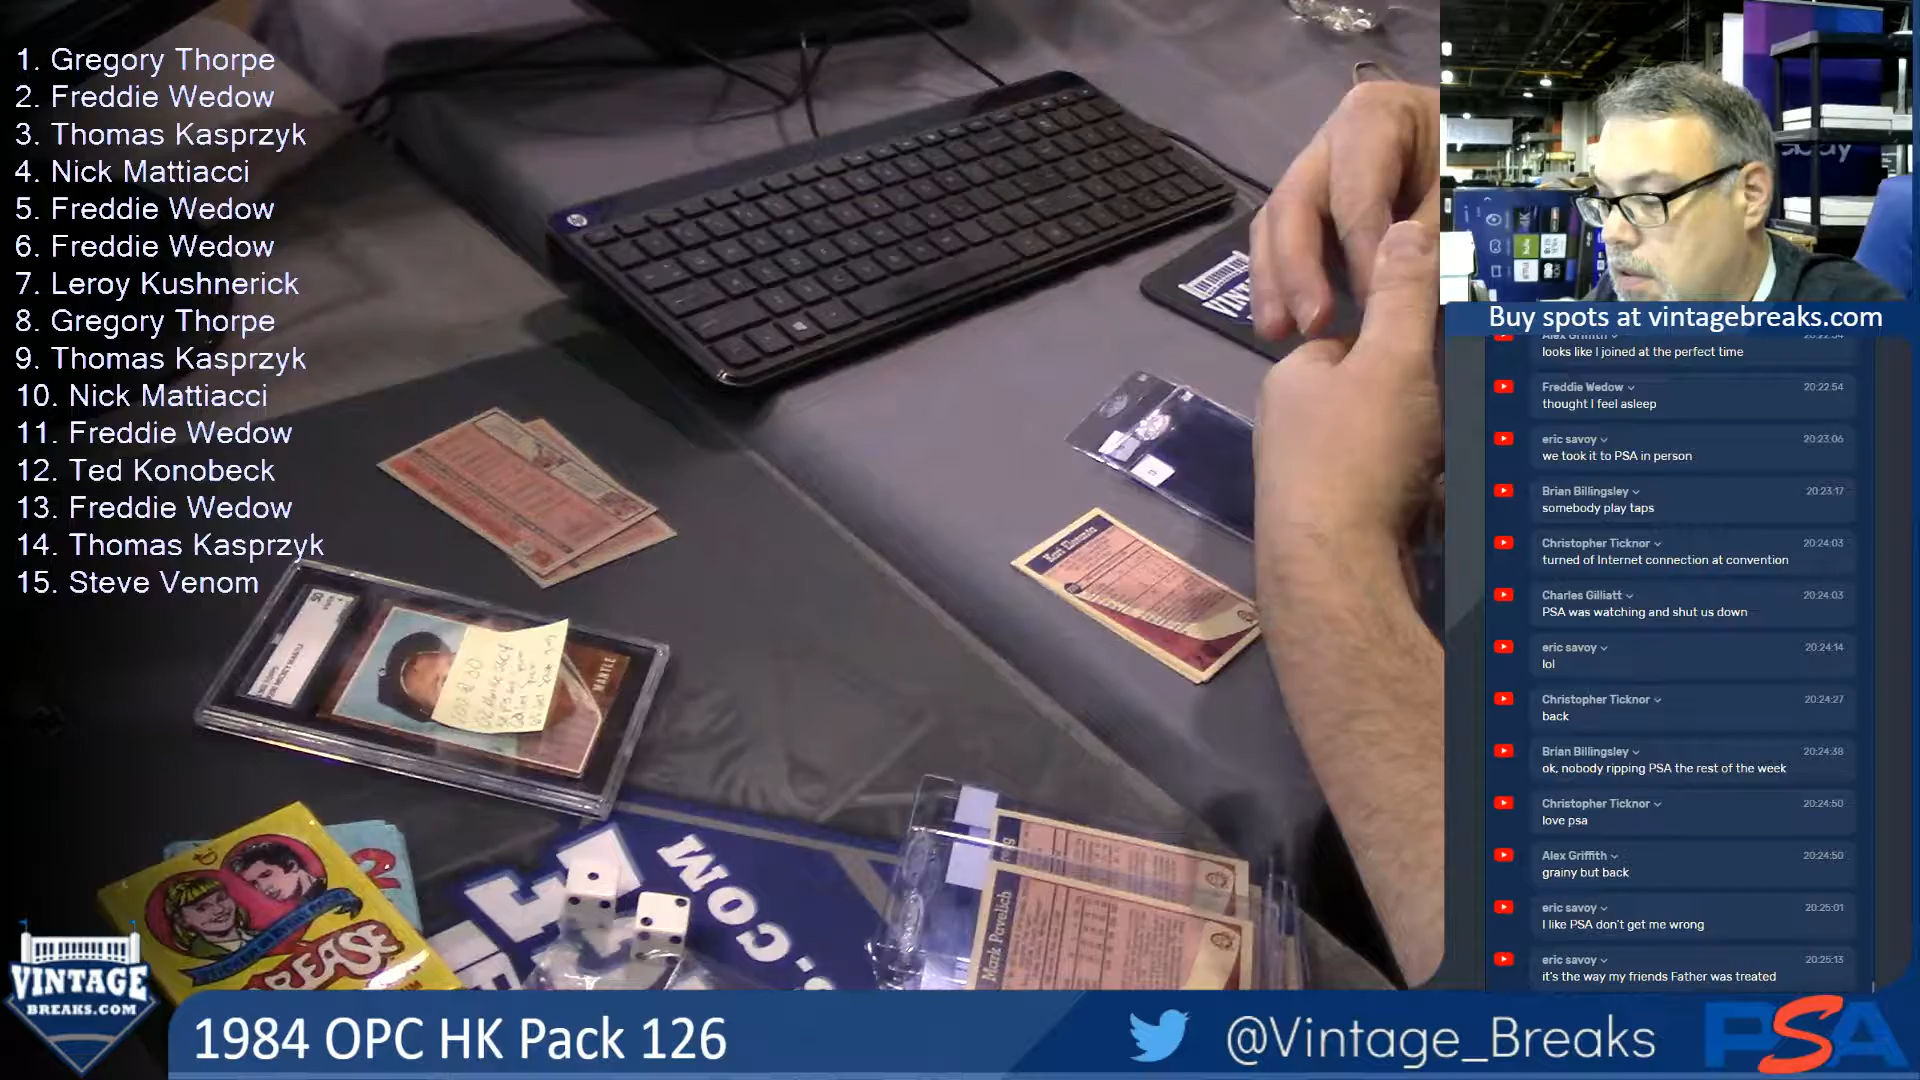 1. Gregory Thorpe
2. Freddie Wedow
3. Thomas Kasprzyk
4. Nick Mattiacci
5. Freddie Wedow
6. Freddie Wedow
7. Leroy Kushnerick
8. Gregory Thorpe
9. Thomas Kasprzyk
10. Nick Mattiacci
11. Freddie Wedow
12. Ted Konobeck
13. Freddie Wedow
14. Thomas Kasprzyk
15. Steve Venom
Buy spots at vintagebreaks.com
Alex Griffith
looks like I joined at the perfect time
Freddie Wedow 20:22:54
thought I feel asleep
eric savoy 20:23:06
we took it to PSA in person
Brian Billingsley 20:23:17
somebody play taps
Christopher Ticknor 20:24:03
turned of Internet connection at convention
Charles Gilliatt 20:24:03
PSA was watching and shut us down
eric savoy 20:24:14
lol
Christopher Ticknor 20:24:27
back
Brian Billingsley 20:24:38
ok, nobody ripping PSA the rest of the week
Christopher Ticknor 20:24:50
love psa
Alex Griffith 20:24:50
grainy but back
eric savoy 20:25:01
I like PSA don't get me wrong
eric savoy 20:25:13
it's the way my friends Father was treated
MANTLE
Mark Pavelich
.COM
GREASE
VINTAGE
BREAKS.COM
1984 OPC HK Pack 126
@Vintage_Breaks
PSA